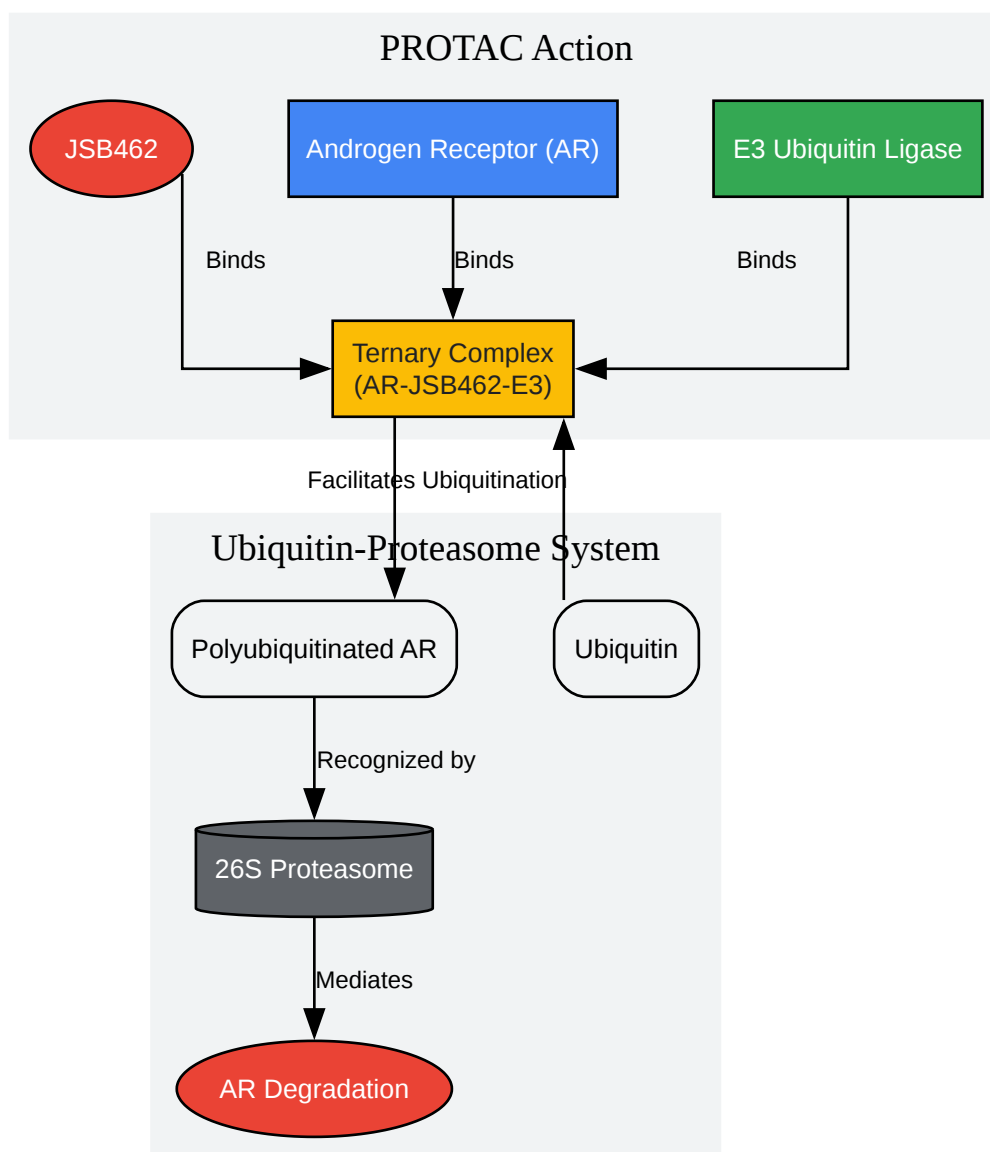 PROTAC Action
JSB462
Androgen Receptor (AR)
E3 Ubiquitin Ligase
Binds
Binds
Binds
Ternary Complex
(AR-JSB462-E3)
Facilitates Ubiquitination
Ubiquitin-Proteasome System
Polyubiquitinated AR
Ubiquitin
Recognized by
26S Proteasome
Mediates
AR Degradation